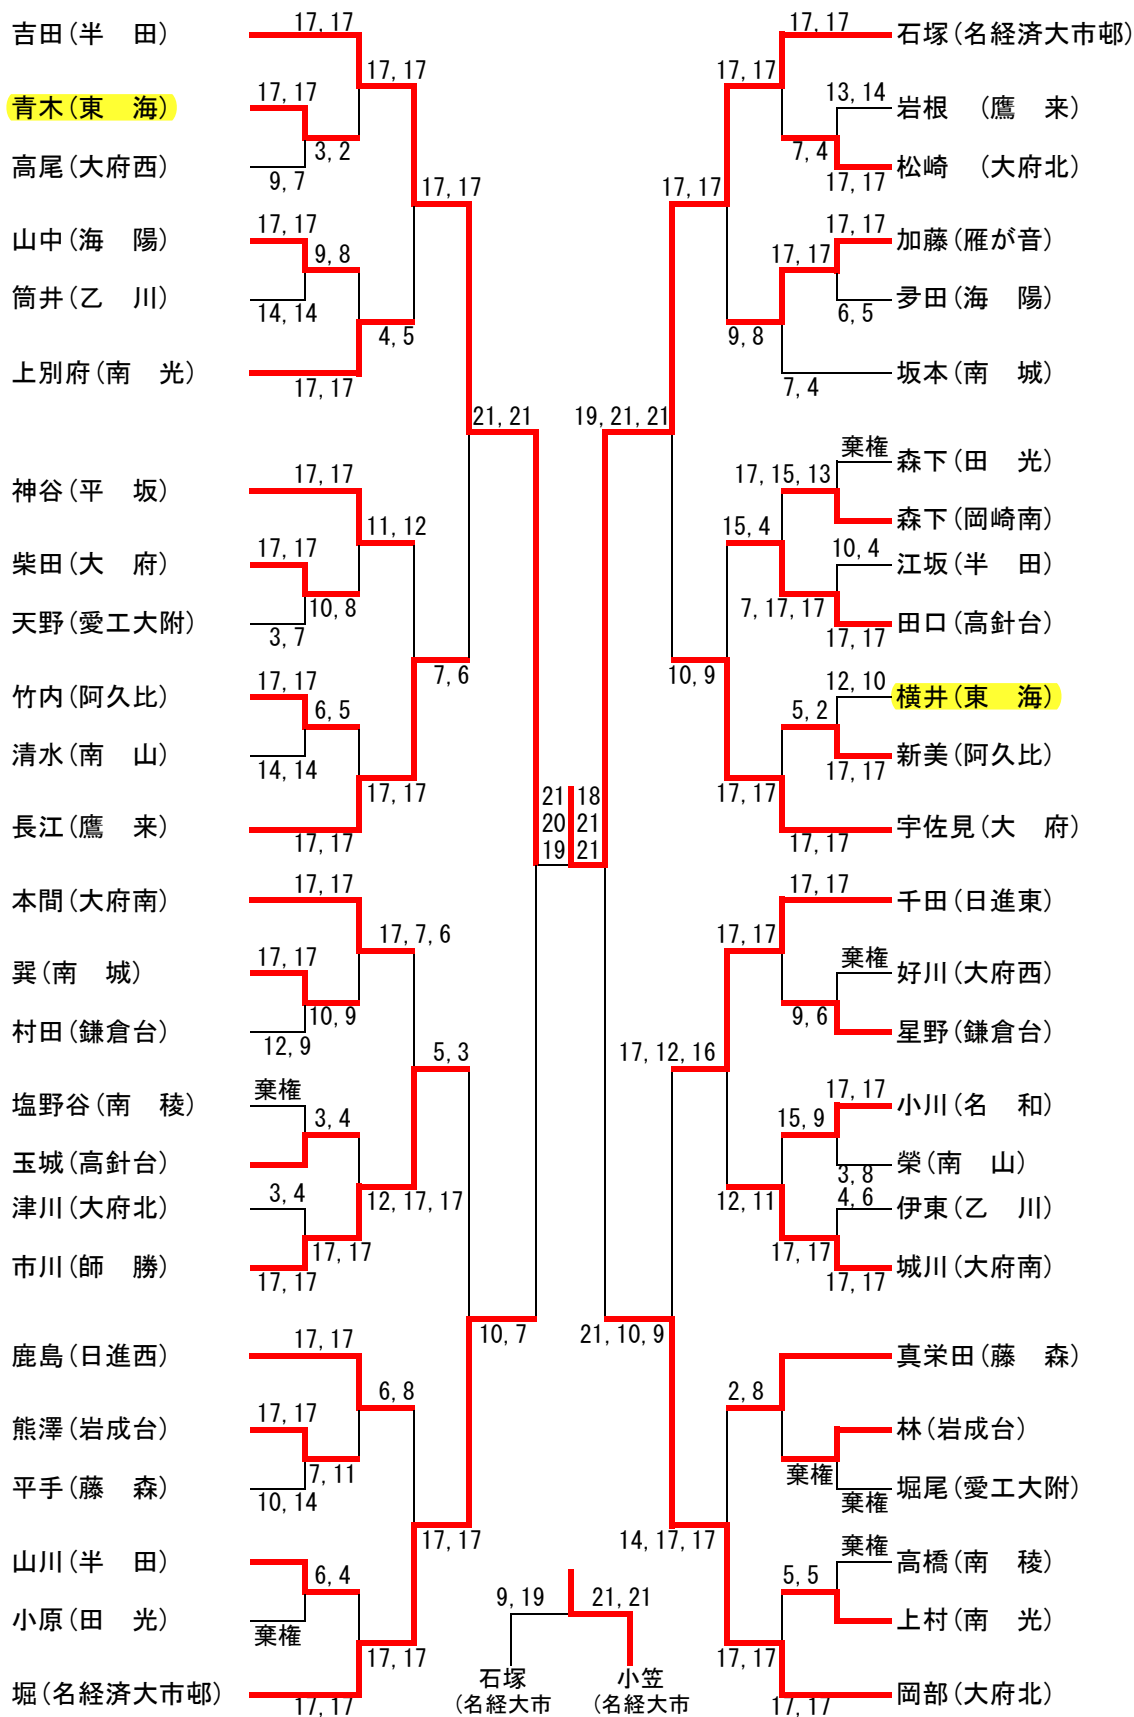 吉田(半　田)
17,17
17,17
青木(東　海)
17,17
3,2
高尾(大府西)
9,7
17,17
山中(海　陽)
17,17
9,8
筒井(乙　川)
14,14
4,5
上別府(南　光)
17,17
21,21
神谷(平　坂)
17,17
11,12
柴田(大　府)
17,17
10,8
天野(愛工大附)
3,7
7,6
竹内(阿久比)
17,17
6,5
清水(南　山)
14,14
17,17
長江(鷹　来)
17,17
本間(大府南)
17,17
17,7,6
巽(南　城)
17,17
10,9
村田(鎌倉台)
12,9
5,3
塩野谷(南　稜)
棄権
3,4
玉城(高針台)
12,17,17
津川(大府北)
3,4
17,17
市川(師　勝)
17,17
10,7
鹿島(日進西)
17,17
6,8
熊澤(岩成台)
17,17
7,11
平手(藤　森)
10,14
17,17
山川(半　田)
6,4
小原(田　光)
棄権
17,17
堀(名経済大市邨)
17,17
21 18
20 21
19 21
9,19
21,21
石塚
(名経大市
小笠
(名経大市
17,17
石塚(名経済大市邨)
17,17
13,14
岩根　(鷹　来)
7,4
松崎　(大府北)
17,17
17,17
17,17
加藤(雁が音)
17,17
夛田(海　陽)
6,5
9,8
坂本(南　城)
7,4
19,21,21
棄権
森下(田　光)
17,15,13
森下(岡崎南)
15,4
10,4
江坂(半　田)
7,17,17
田口(高針台)
17,17
10,9
12,10
横井(東　海)
5,2
新美(阿久比)
17,17
17,17
宇佐見(大　府)
17,17
17,17
千田(日進東)
17,17
棄権
好川(大府西)
9,6
星野(鎌倉台)
17,12,16
17,17
小川(名　和)
15,9
榮(南　山)
3,8
12,11
4,6
伊東(乙　川)
17,17
城川(大府南)
17,17
21,10,9
真栄田(藤　森)
2,8
林(岩成台)
棄権
堀尾(愛工大附)
棄権
14,17,17
棄権
高橋(南　稜)
5,5
上村(南　光)
17,17
岡部(大府北)
17,17